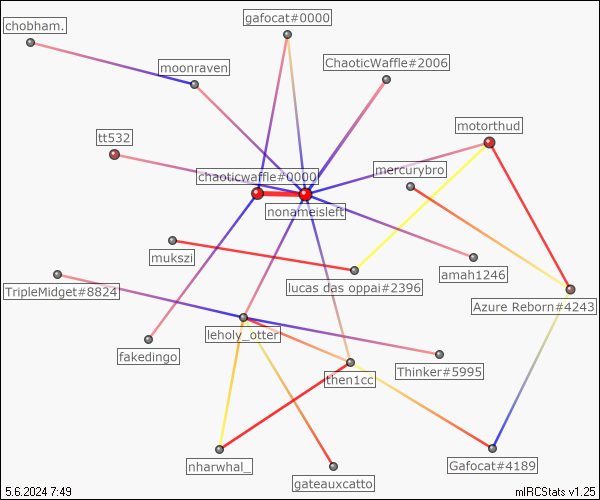 gafocat#0000
chobham.
ChaoticWaffle#2006
moonraven
motorthud
tt532
mercurybro
chaoticwaffle#0000
nonameisleft
mukszi
amah1246
lucas das oppai#2396
TripleMidget#8824
Azure Reborn#4243
leholy_otter
fakedingo
Thinker#5995
then1cc
nharwhal_
Gafocat#4189
gateauxcatto
5.6.2024 7:49
mIRCStats v1.25